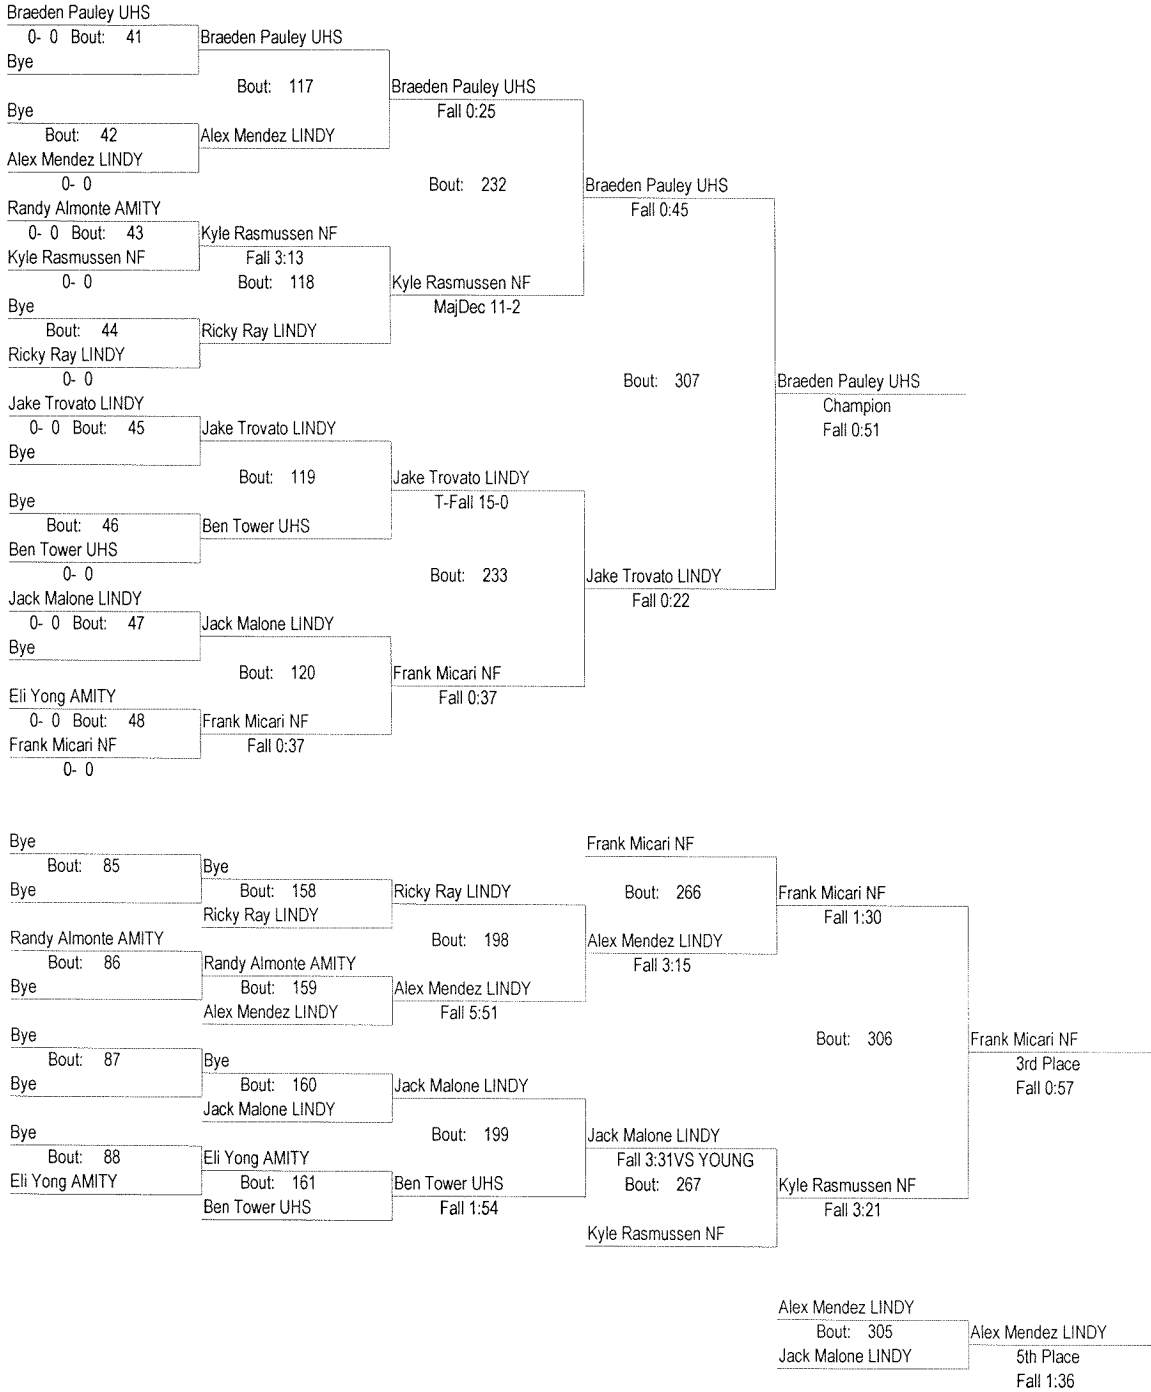 Braeden Pauley UHS
0- 0 Bout: 41
Braeden Pauley UHS
Bye
Bout: 117
Braeden Pauley UHS
Bye
Fall 0:25
Bout: 42
Alex Mendez LINDY
Alex Mendez LINDY
0- 0
Bout: 232
Braeden Pauley UHS
Randy Almonte AMITY
Fall 0:45
0- 0 Bout: 43
Kyle Rasmussen NF
Kyle Rasmussen NF
Fall 3:13
0- 0
Bout: 118
Kyle Rasmussen NF
Bye
MajDec 11-2
Bout: 44
Ricky Ray LINDY
Ricky Ray LINDY
0- 0
Bout: 307
Braeden Pauley UHS
Jake Trovato LINDY
Champion
0- 0 Bout: 45
Jake Trovato LINDY
Fall 0:51
Bye
Bout: 119
Jake Trovato LINDY
Bye
T-Fall 15-0
Bout: 46
Ben Tower UHS
Ben Tower UHS
0- 0
Bout: 233
Jake Trovato LINDY
Jack Malone LINDY
Fall 0:22
0- 0 Bout: 47
Jack Malone LINDY
Bye
Bout: 120
Frank Micari NF
Eli Yong AMITY
Fall 0:37
0- 0 Bout: 48
Frank Micari NF
Frank Micari NF
Fall 0:37
0- 0
Bye
Frank Micari NF
Bout: 85
Bye
Bye
Bout: 158
Ricky Ray LINDY
Bout: 266
Frank Micari NF
Ricky Ray LINDY
Fall 1:30
Randy Almonte AMITY
Bout: 198
Alex Mendez LINDY
Bout: 86
Randy Almonte AMITY
Fall 3:15
Bye
Bout: 159
Alex Mendez LINDY
Alex Mendez LINDY
Fall 5:51
Bye
Bout: 306
Frank Micari NF
Bout: 87
Bye
3rd Place
Bye
Bout: 160
Jack Malone LINDY
Fall 0:57
Jack Malone LINDY
Bye
Bout: 199
Jack Malone LINDY
Bout: 88
Eli Yong AMITY
Fall 3:31VS YOUNG
Eli Yong AMITY
Bout: 161
Ben Tower UHS
Bout: 267
Kyle Rasmussen NF
Ben Tower UHS
Fall 1:54
Fall 3:21
Kyle Rasmussen NF
Alex Mendez LINDY
Bout: 305
Alex Mendez LINDY
Jack Malone LINDY
5th Place
Fall 1:36